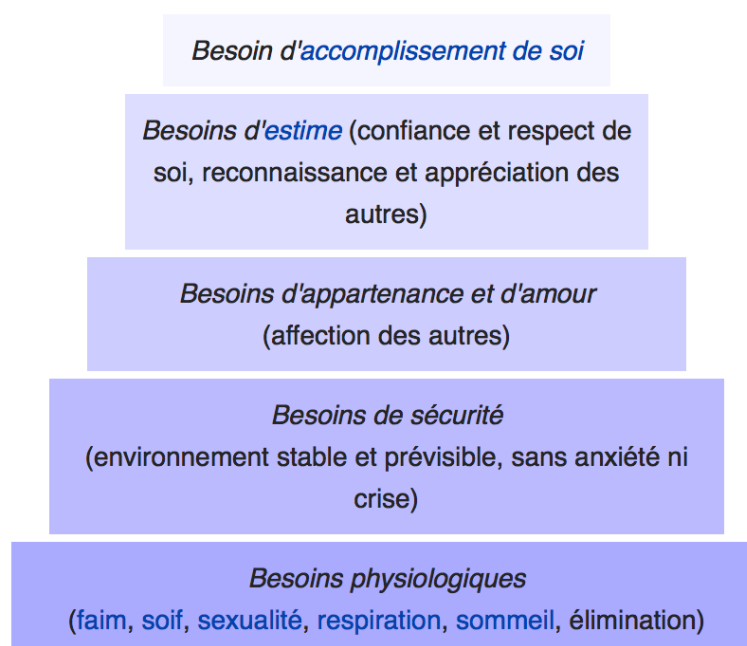 Besoin d'accomplissement de soi
Besoins d'estime (confiance et respect de
soi, reconnaissance et appréciation des
autres)
Besoins d'appartenance et d'amour
(affection des autres)
Besoins de sécurité
(environnement stable et prévisible, sans anxiété ni
crise)
Besoins physiologiques
(faim, soif, sexualité, respiration, sommeil, élimination)